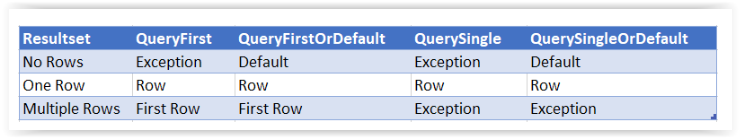 Resultset QueryFirst QueryFirstOrDefault QuerySingle QuerySingleOrDefault
No Rows Exception Default Exception Default
One Row Row Row Row Row
Multiple Rows First Row First Row Exception Exception